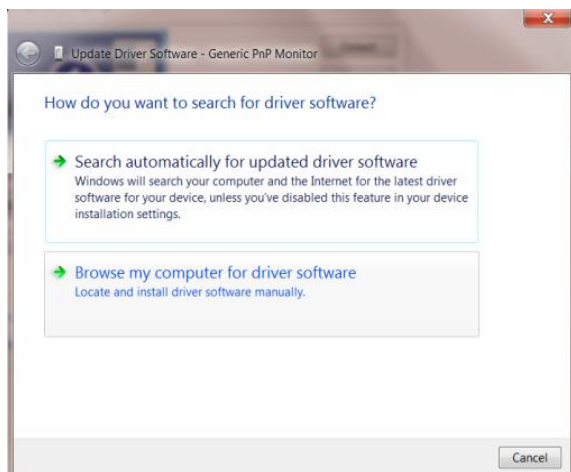 Update Driver Software - Generic PnP Monitor
How do you want to search for driver software?
Search automatically for updated driver software
Windows will search your computer and the Internet for the latest driver
software for your device, unless you've disabled this feature in your device
installation settings.
Browse my computer for driver software
Locate and install driver software manually.
Cancel